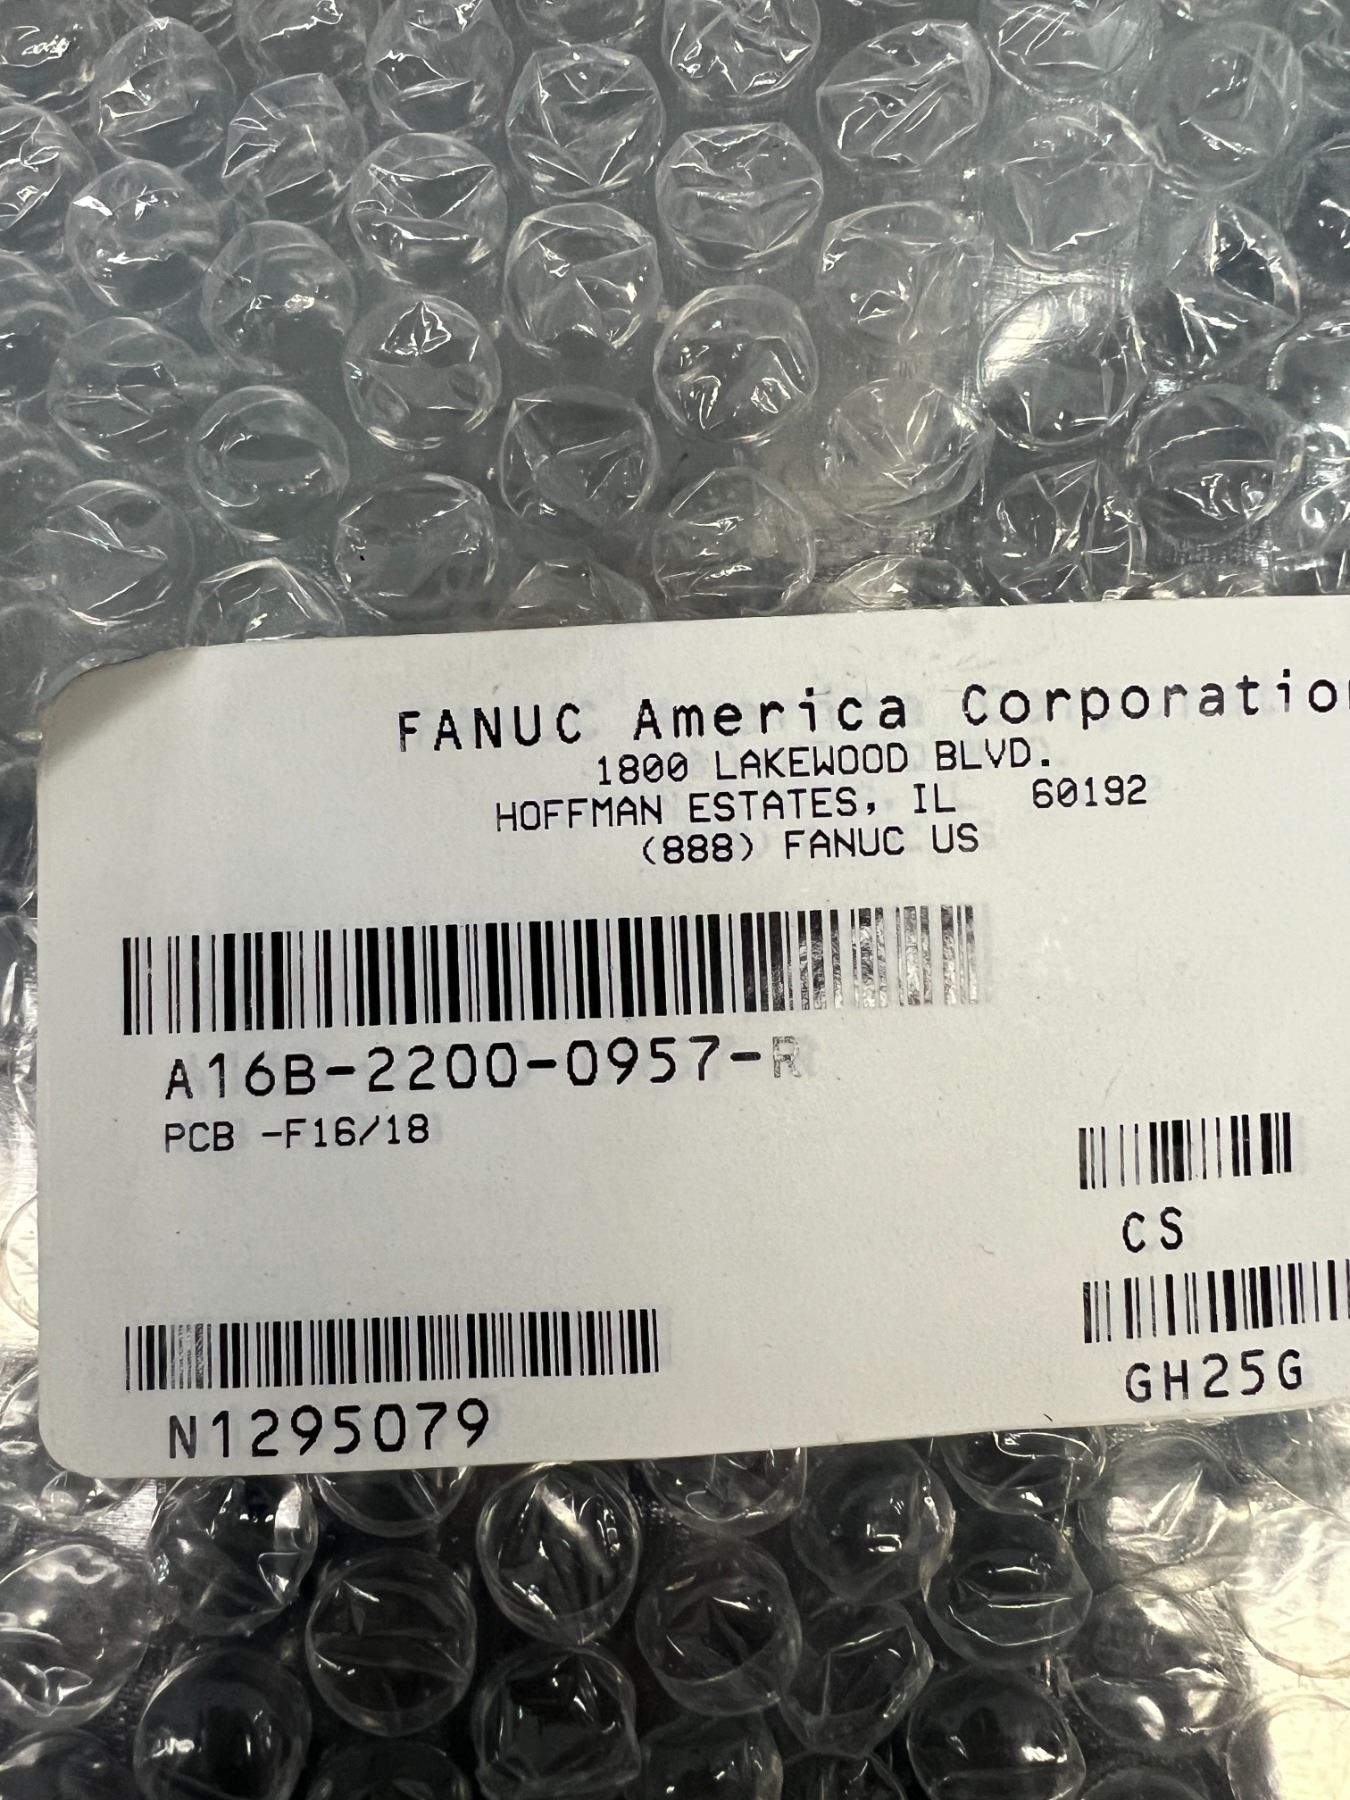 FANUC America Corporation
1800 LAKEWOOD BLVD.
HOFFMAN ESTATES, IL 60192
(888) FANUC US
A16B-2200-0957-R
PCB -F16/18
CS
GH25G
N1295079